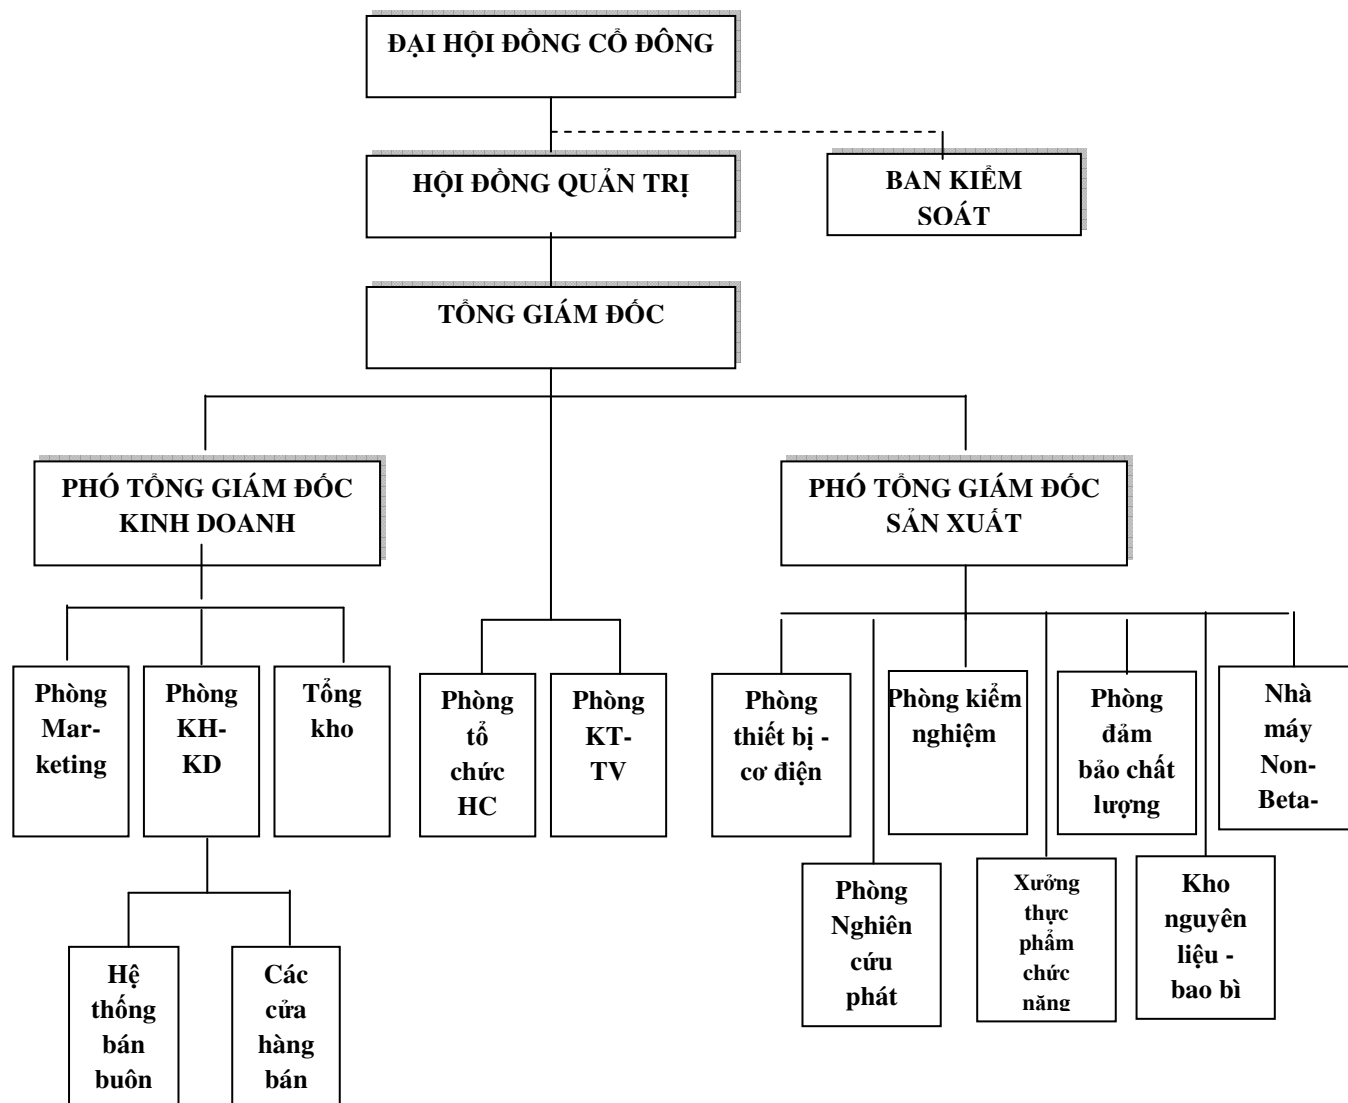 ĐẠI HỘI ĐỒNG CỔ ĐÔNG
HỘI ĐỒNG QUẢN TRỊ
BAN KIỂM
SOÁT
TỔNG GIÁM ĐỐC
PHÓ TỔNG GIÁM ĐỐC
KINH DOANH
PHÓ TỔNG GIÁM ĐỐC
SẢN XUẤT
Phòng
Mar-
keting
Phòng
KH-
KD
Tổng
kho
Phòng
tổ
chức
HC
Phòng
KT-
TV
Phòng
thiết bị -
cơ điện
Phòng kiểm
nghiệm
Phòng
đảm
bảo chất
lượng
Nhà
máy
Non-
Beta-
Phòng
Nghiên
cứu
phát
Xưởng
thực
phẩm
chức
năng
Kho
nguyên
liệu -
bao bì
Hệ
thống
bán
buôn
Các
cửa
hàng
bán